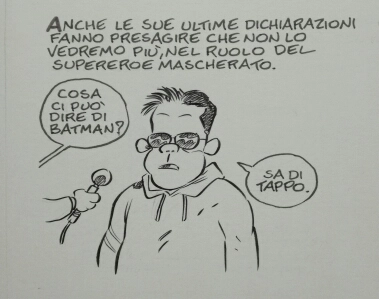 ANCHE LE SUE ULTIME DICHIARAZIONI
FANNO PRESAGIRE CHE NON LO
VEDREMO PIÙ, NEL RUOLO DEL
SUPEREROE MASCHERATO.
COSA
CI PUÒ
DIRE DI
BATMAN?
SA DI
TAPPO.